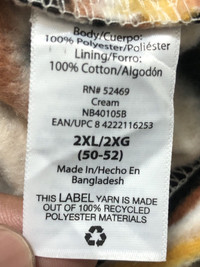 Body/Cuerpo:
100% Polyester/Poliéster
Lining/Forro:
100% Cotton/Algodón
RN# 52469
Cream
NB40105B
EAN/UPC 8 4222116253
2XL/2XG
(50-52)
Made In/Hecho En
Bangladesh
THIS LABEL YARN IS MADE
OUT OF 100% RECYCLED
POLYESTER MATERIALS